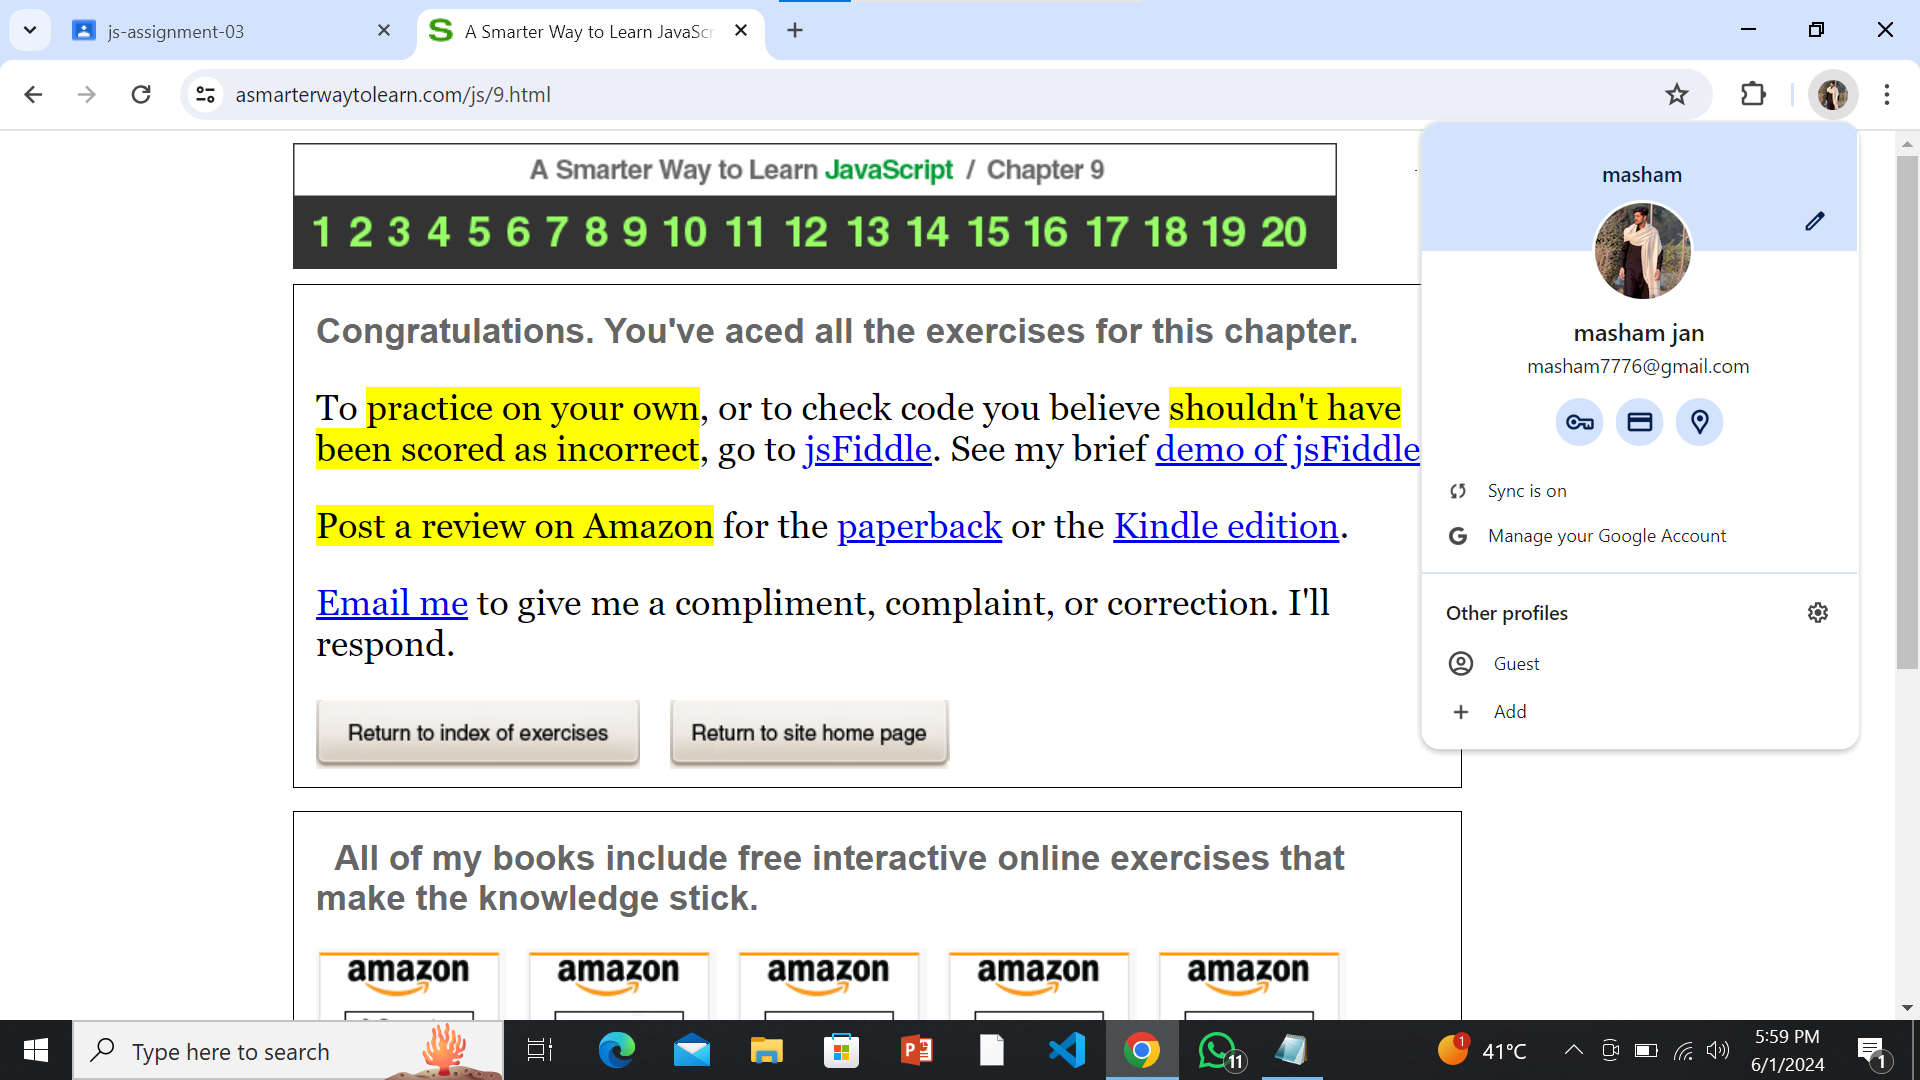 js-assignment-03
A Smarter Way to Learn JavaScr
asmarterwaytolearn.com/js/9.html
A Smarter Way to Learn JavaScript / Chapter 9
1 2 3 4 5 6 7 8 9 10 11 12 13 14 15 16 17 18 19 20
Congratulations. You've aced all the exercises for this chapter.
To practice on your own, or to check code you believe shouldn't have
been scored as incorrect, go to jsFiddle. See my brief demo of jsFiddle
Post a review on Amazon for the paperback or the Kindle edition.
Email me to give me a compliment, complaint, or correction. I'll
respond.
Return to index of exercises
Return to site home page
All of my books include free interactive online exercises that
make the knowledge stick.
amazon
amazon
amazon
amazon
amazon
masham
masham jan
masham7776@gmail.com
Sync is on
Manage your Google Account
Other profiles
Guest
Add
Type here to search
11
1
41°C
5:59 PM
6/1/2024
1